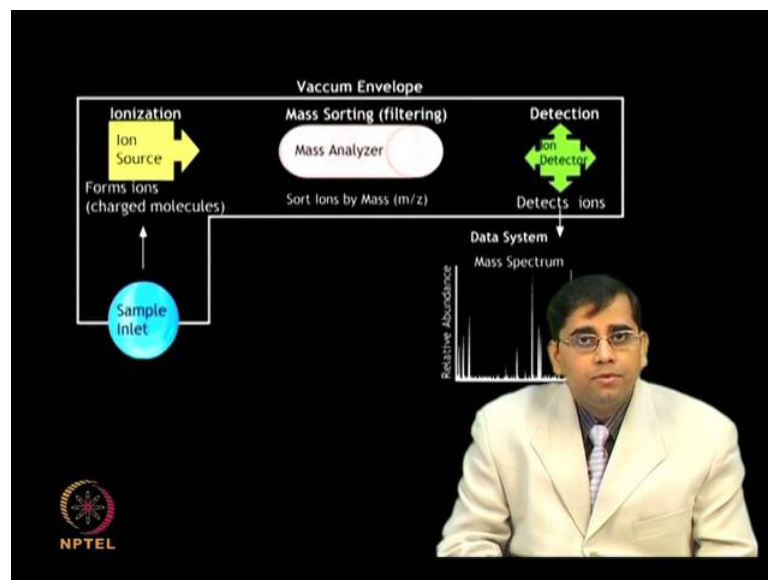 Vaccum Envelope
Ionization
Mass Sorting (filtering)
Detection
Ion
Source
Mass Analyzer
Ion
Detector
Forms ions
(charged molecules)
Sort Ions by Mass (m/z)
Detects ions
Data System
Mass Spectrum
Sample
Inlet
Relative Abundance
NPTEL